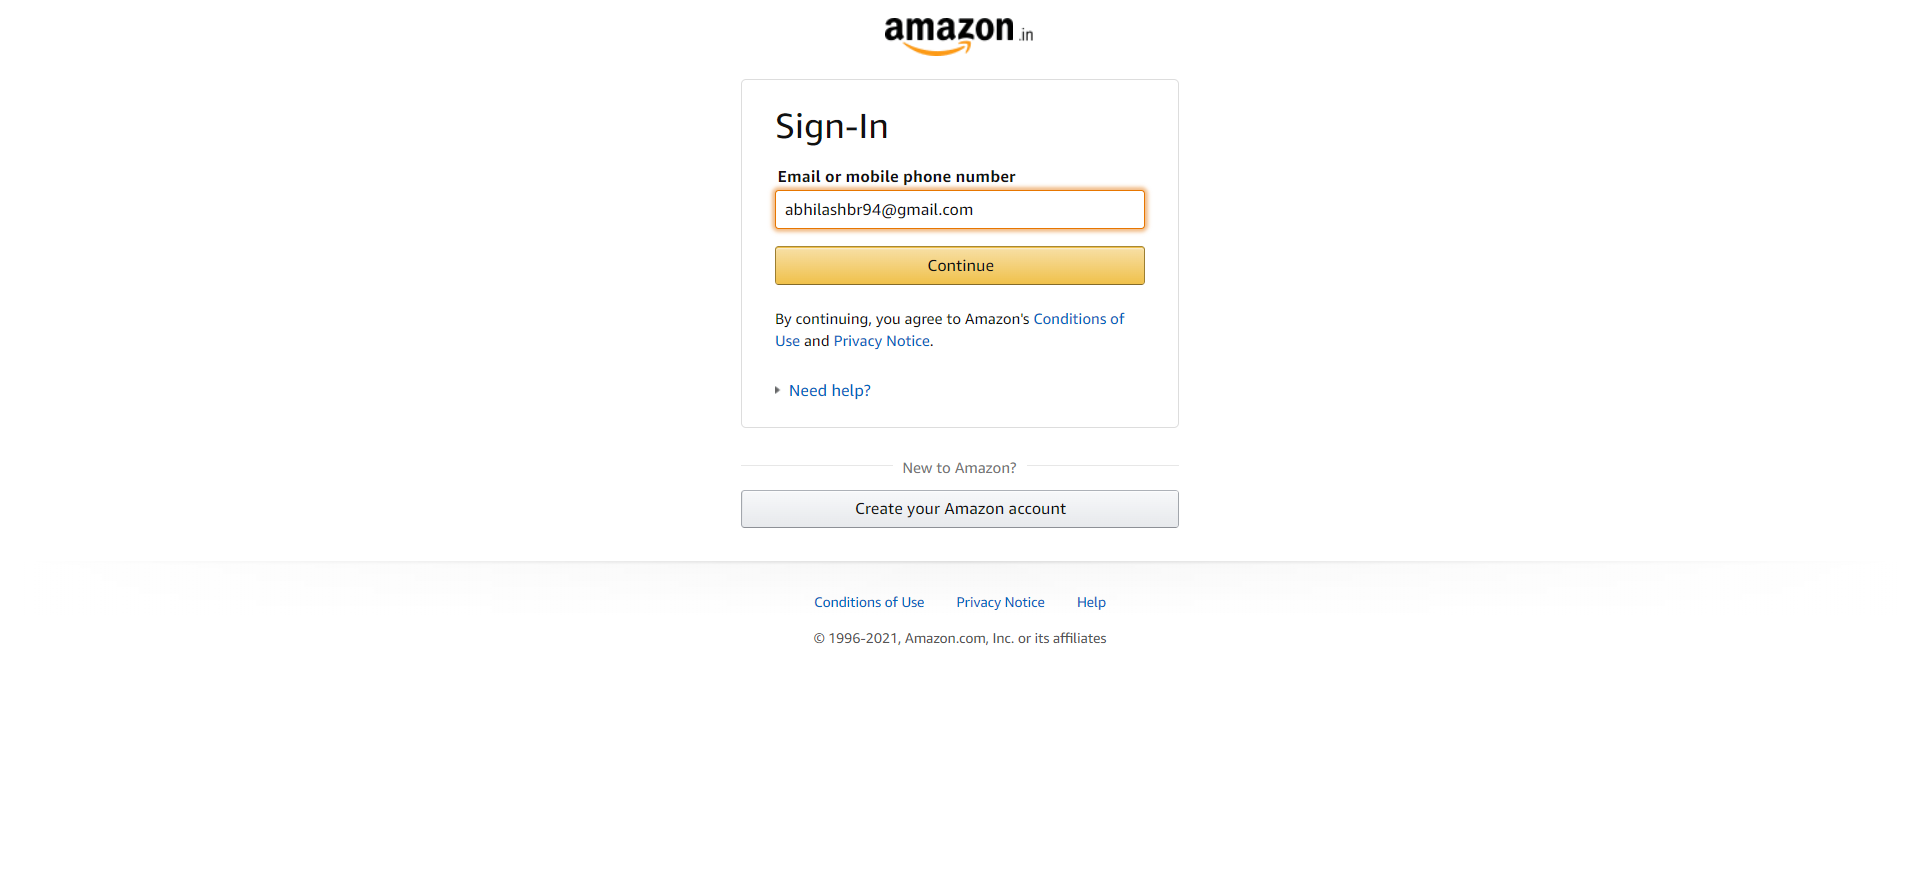 amazon.in
Sign-In
Email or mobile phone number
abhilashbr94@gmail.com
Continue
By continuing, you agree to Amazon's Conditions of
Use and Privacy Notice.
Need help?
New to Amazon?
Create your Amazon account
Conditions of Use Privacy Notice Help
© 1996-2021, Amazon.com, Inc. or its affiliates